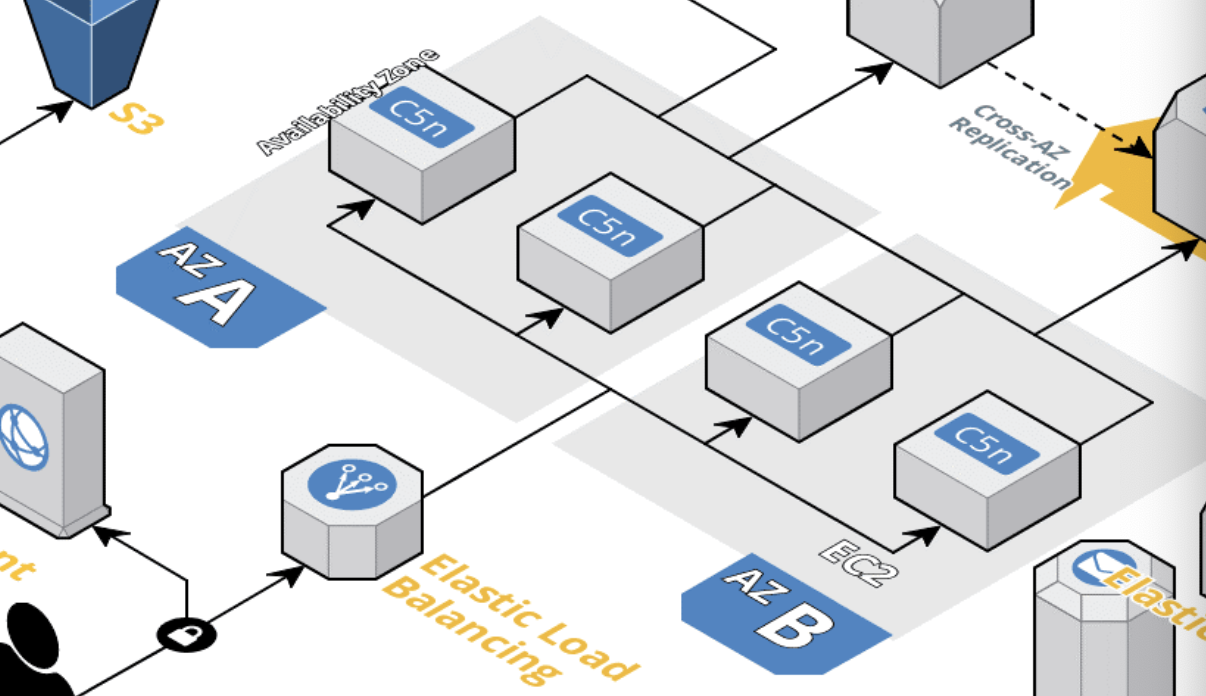 Availability Zone
S3
C5n
Cross-AZ
Replication
C5n
AZ A
C5n
C5n
EC2
AZ B
Elastic Load
Balancing
nt
Elastic